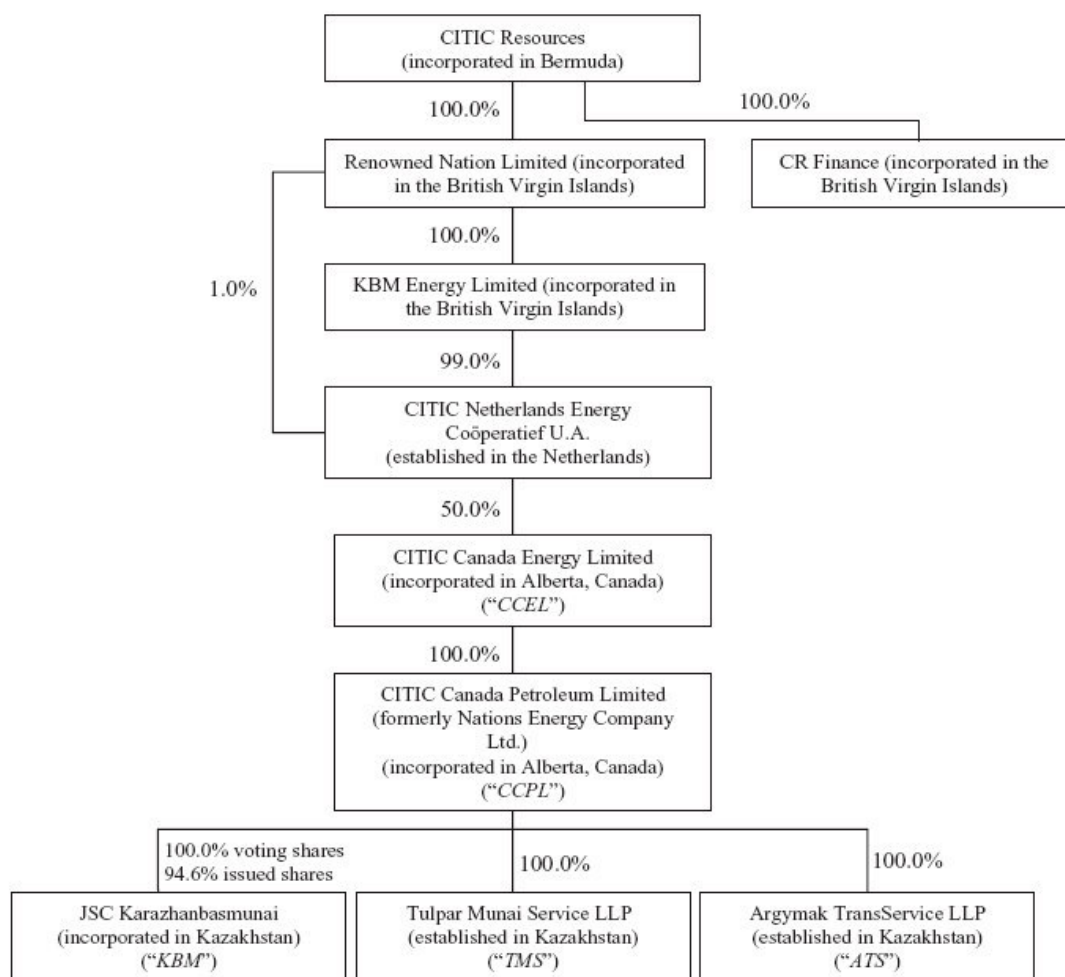 CITIC Resources
(incorporated in Bermuda)
100.0%
100.0%
Renowned Nation Limited (incorporated
in the British Virgin Islands)
CR Finance (incorporated in the
British Virgin Islands)
100.0%
1.0%
KBM Energy Limited (incorporated in
the British Virgin Islands)
99.0%
CITIC Netherlands Energy
Coöperatief U.A.
(established in the Netherlands)
50.0%
CITIC Canada Energy Limited
(incorporated in Alberta, Canada)
(“CCEL”)
100.0%
CITIC Canada Petroleum Limited
(formerly Nations Energy Company
Ltd.)
(incorporated in Alberta, Canada)
(“CCPL”)
100.0% voting shares
94.6% issued shares
100.0%
100.0%
JSC Karazhanbasmunai
(incorporated in Kazakhstan)
(“KBM”)
Tulpar Munai Service LLP
(established in Kazakhstan)
(“TMS”)
Argymak TransService LLP
(established in Kazakhstan)
(“ATS”)